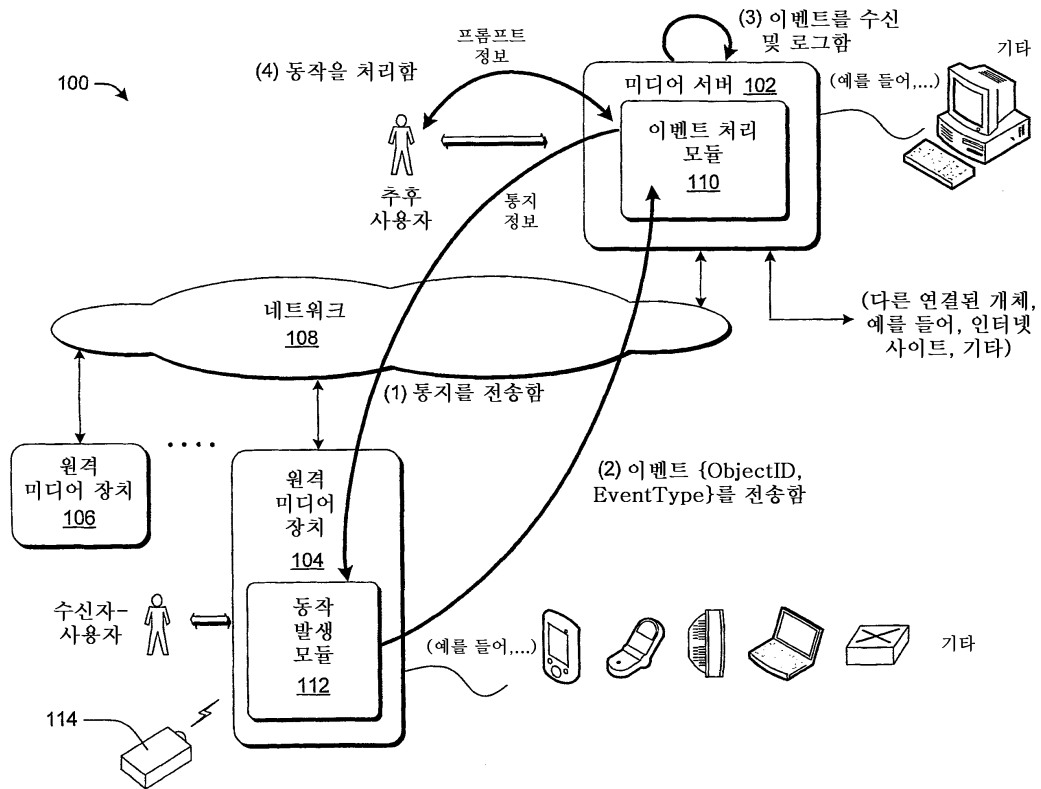 100
(4) 동작을 처리함
프롬프트
정보
(3) 이벤트를 수신
및 로그함
기타
미디어 서버 102
(예를 들어,...)
이벤트 처리
모듈
110
추후
사용자
통지
정보
네트워크
108
(다른 연결된 개체,
예를 들어, 인터넷
사이트, 기타)
(1) 통지를 전송함
원격
미디어 장치
106
....
원격
미디어
장치
104
(2) 이벤트 {ObjectID,
EventType}를 전송함
수신자-
사용자
동작
발생
모듈
112
(예를 들어,...)
기타
114